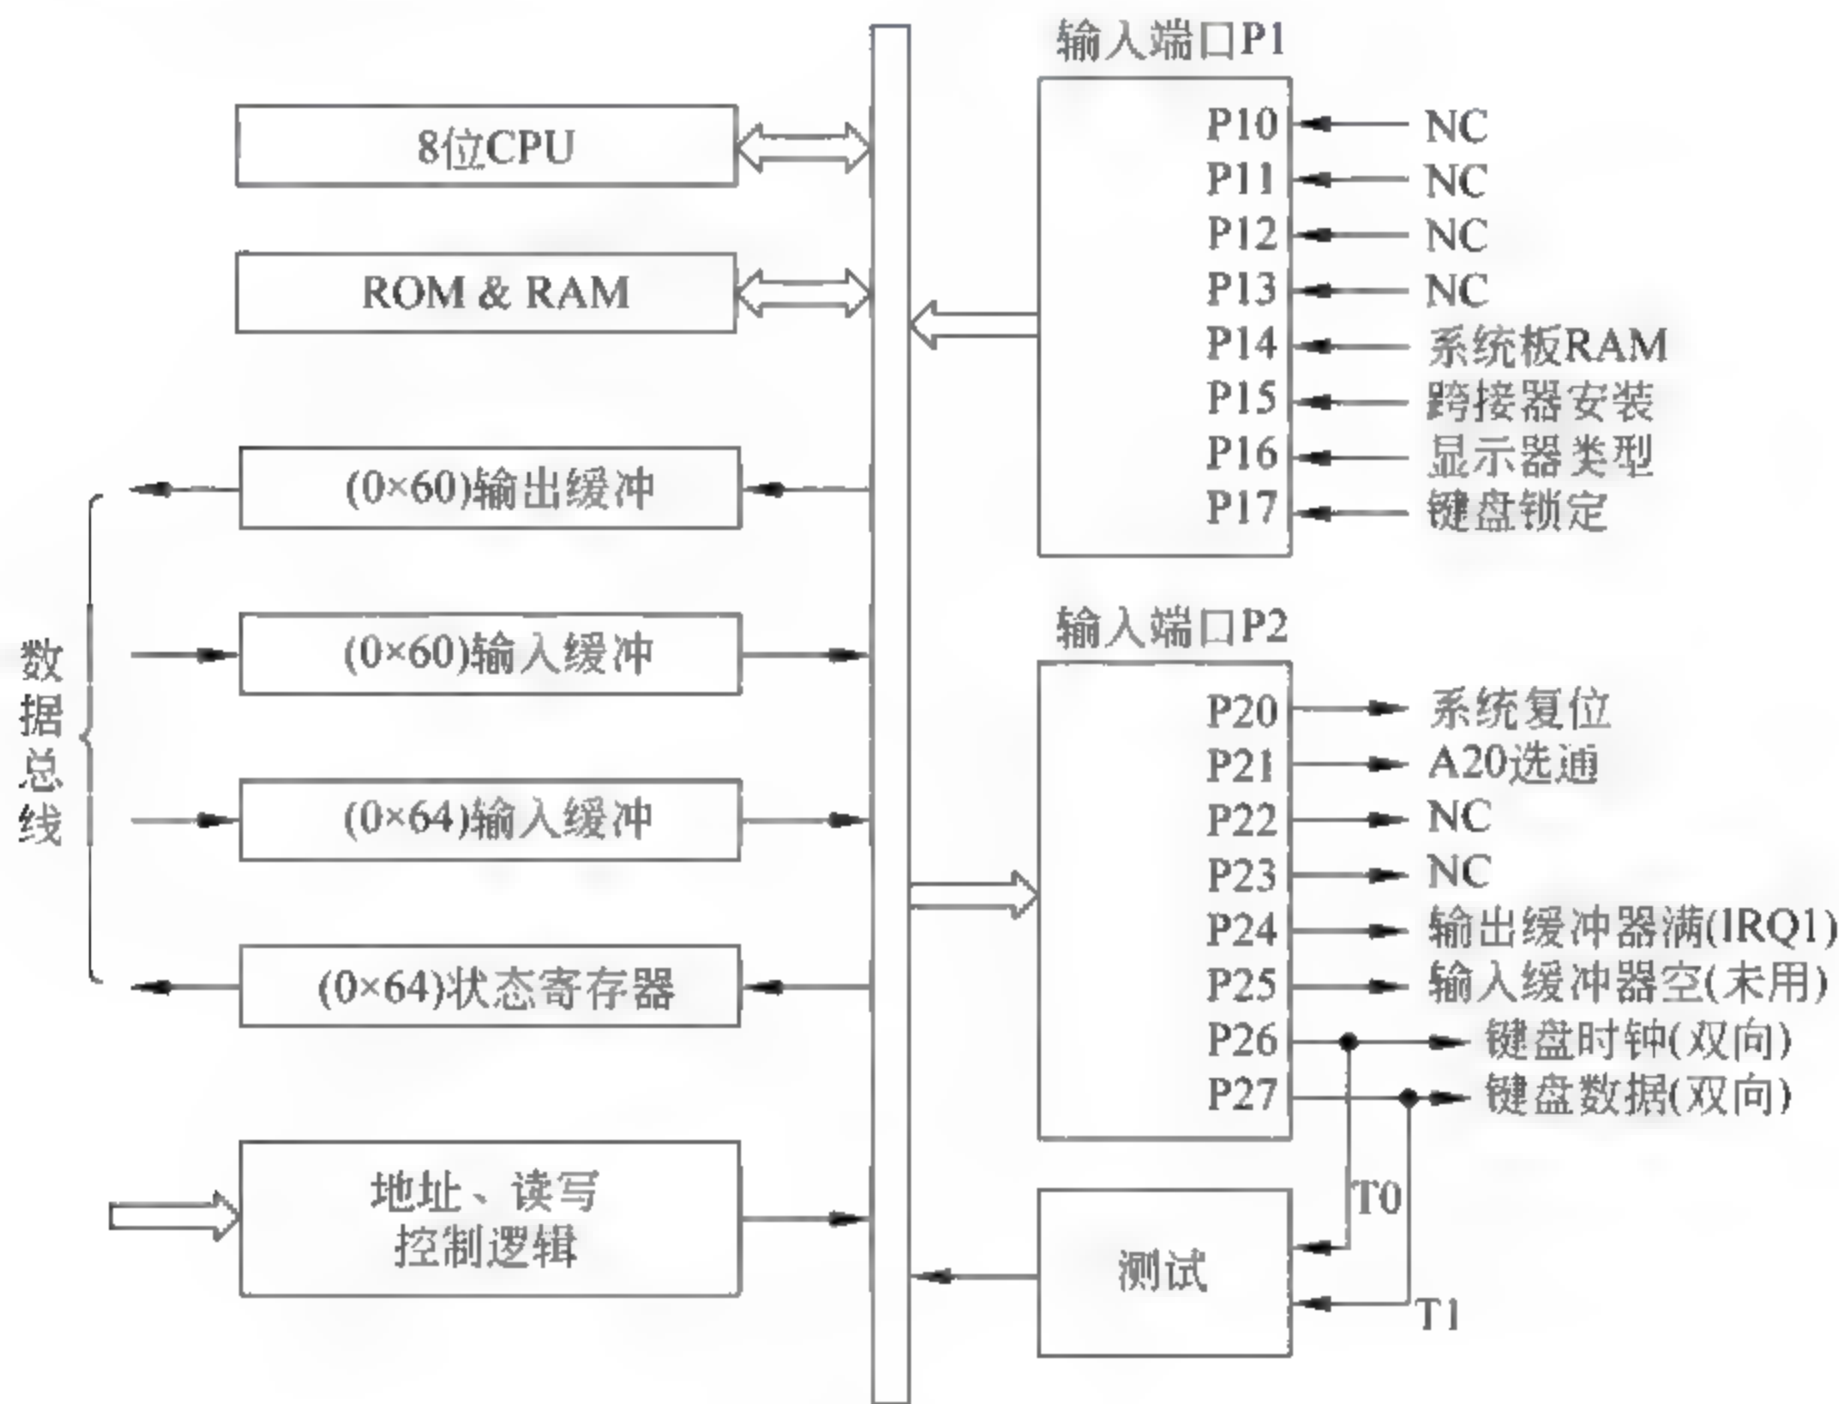 8位CPU
ROM & RAM
(0×60)输出缓冲
(0×60)输入缓冲
(0×64)输入缓冲
(0×64)状态寄存器
地址、读写
控制逻辑
数据总线
输入端口P1
P10 NC
P11 NC
P12 NC
P13 NC
P14 系统板RAM
P15 跨接器安装
P16 显示器类型
P17 键盘锁定
输入端口P2
P20 系统复位
P21 A20选通
P22 NC
P23 NC
P24 输出缓冲器满(IRQ1)
P25 输入缓冲器空(未用)
P26 键盘时钟(双向)
P27 键盘数据(双向)
T0
测试
T1